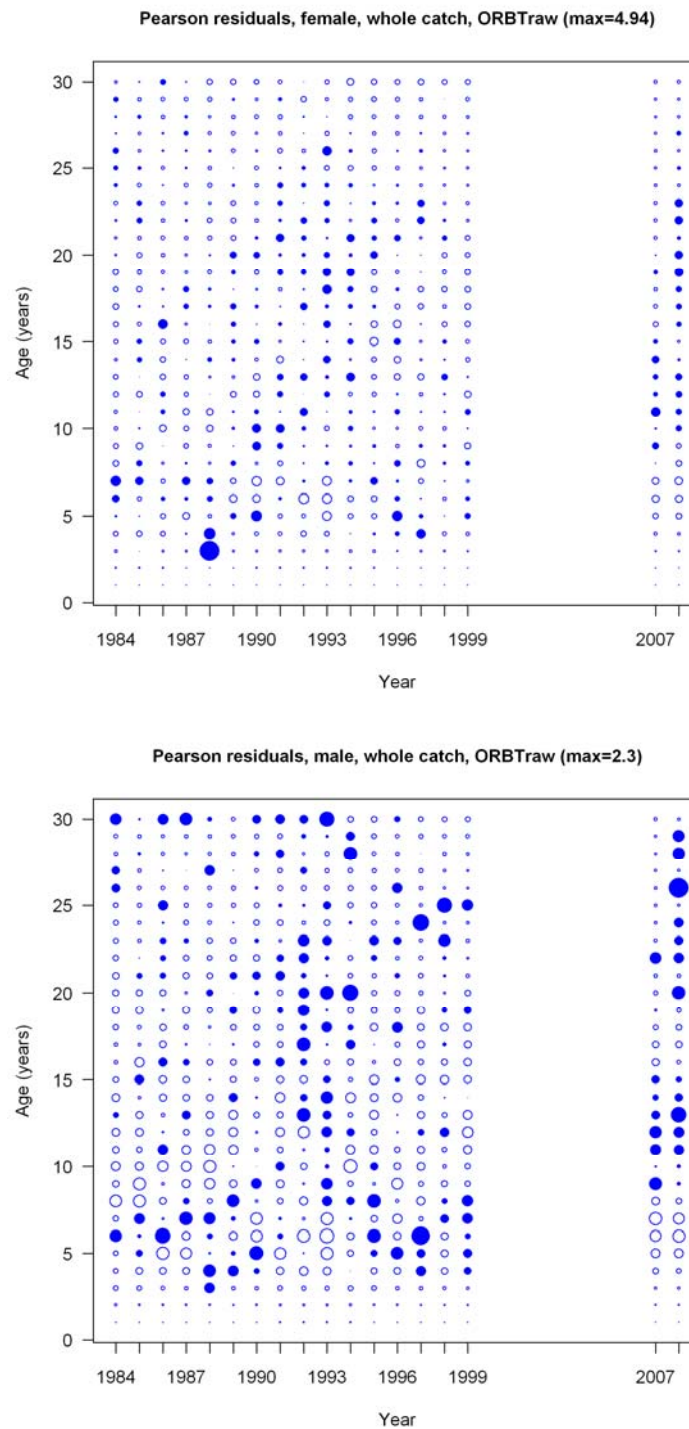 Pearson residuals, female, whole catch, ORBTraw (max=4.94)
30
25
20
15
10
5
0
Age (years)
1984 1987 1990 1993 1996 1999 2007
Year
Pearson residuals, male, whole catch, ORBTraw (max=2.3)
30
25
20
15
10
5
0
Age (years)
1984 1987 1990 1993 1996 1999 2007
Year